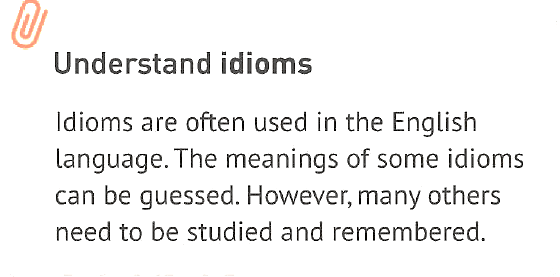 Understand idioms
Idioms are often used in the English
language. The meanings of some idioms
can be guessed. However, many others
need to be studied and remembered.